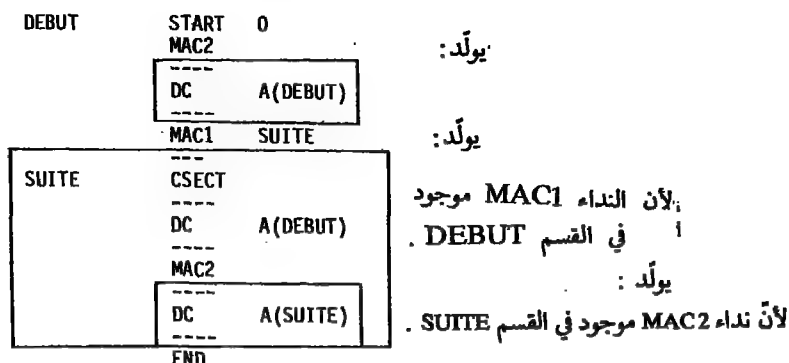 DEBUT START 0
MAC2 يولّد:
----
DC A(DEBUT)
----
MAC1 SUITE يولّد:
---
SUITE CSECT
---- لأن النداء MAC1 موجود
DC A(DEBUT) في القسم DEBUT .
----
MAC2 يولّد :
----
DC A(SUITE) لأنّ نداء MAC2 موجود في القسم SUITE .
----
END